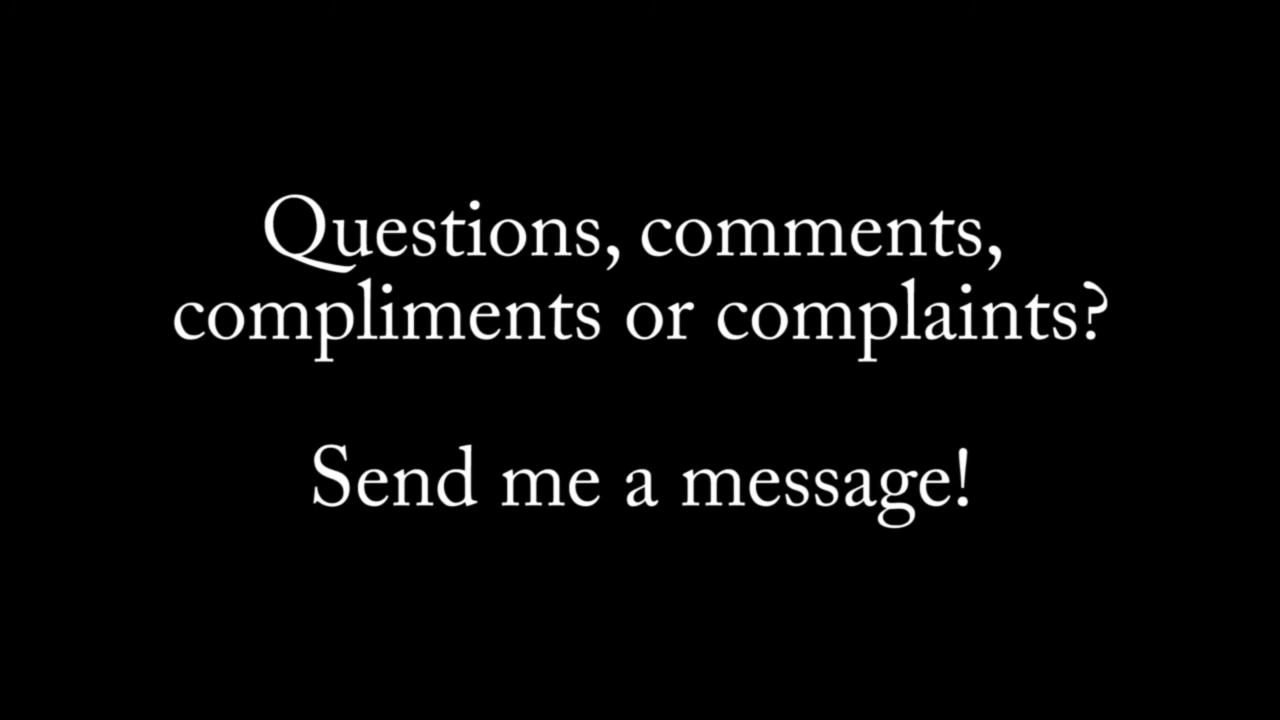 Questions, comments,
compliments or complaints?
Send me a message!